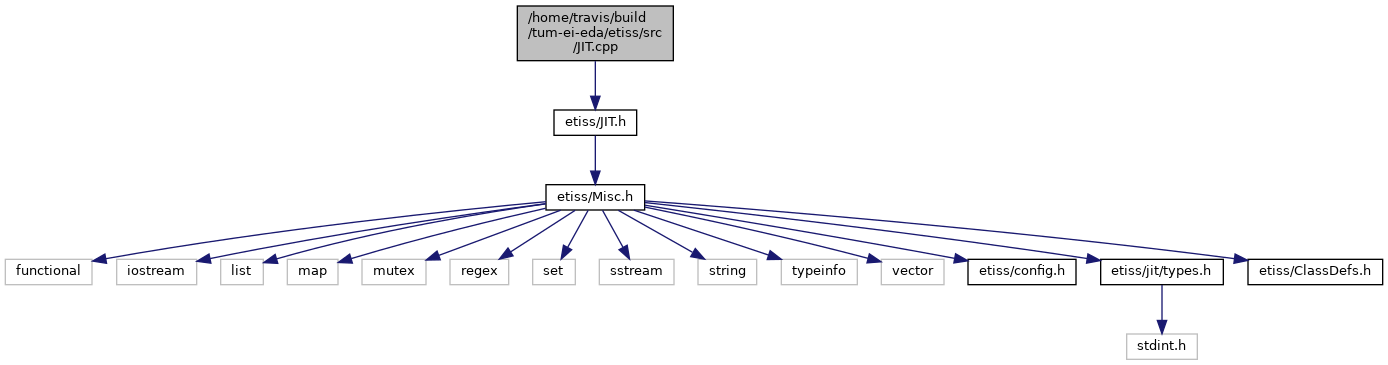 /home/travis/build
/tum-ei-eda/etiss/src
/JIT.cpp
etiss/JIT.h
etiss/Misc.h
functional
iostream
list
map
mutex
regex
set
sstream
string
typeinfo
vector
etiss/config.h
etiss/jit/types.h
etiss/ClassDefs.h
stdint.h